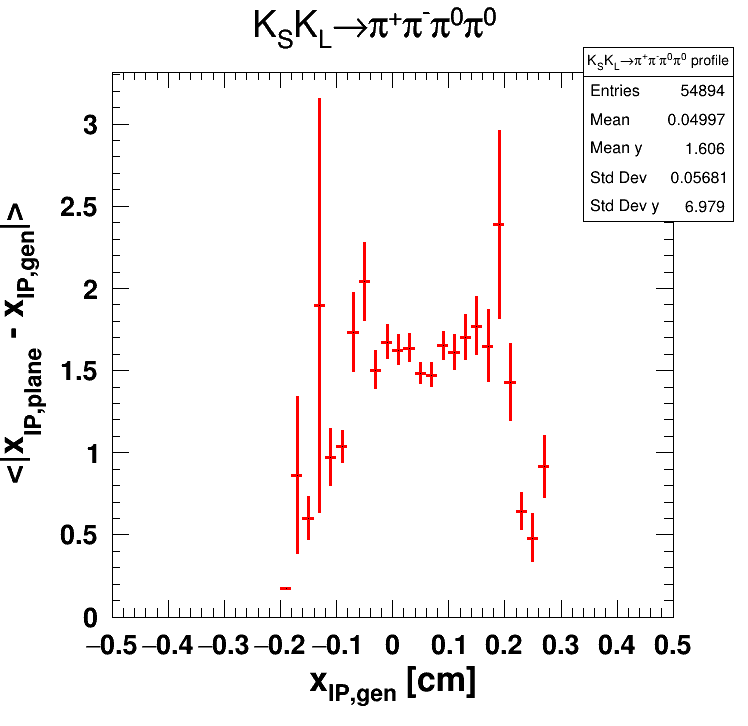 K_S K_L→π⁺π⁻π⁰π⁰
K_S K_L→π⁺π⁻π⁰π⁰ profile
Entries 54894
Mean 0.04997
Mean y 1.606
Std Dev 0.05681
Std Dev y 6.979
<|x_IP,plane - x_IP,gen|>
3
2.5
2
1.5
1
0.5
0
−0.5 −0.4 −0.3 −0.2 −0.1 0 0.1 0.2 0.3 0.4 0.5
x_IP,gen [cm]